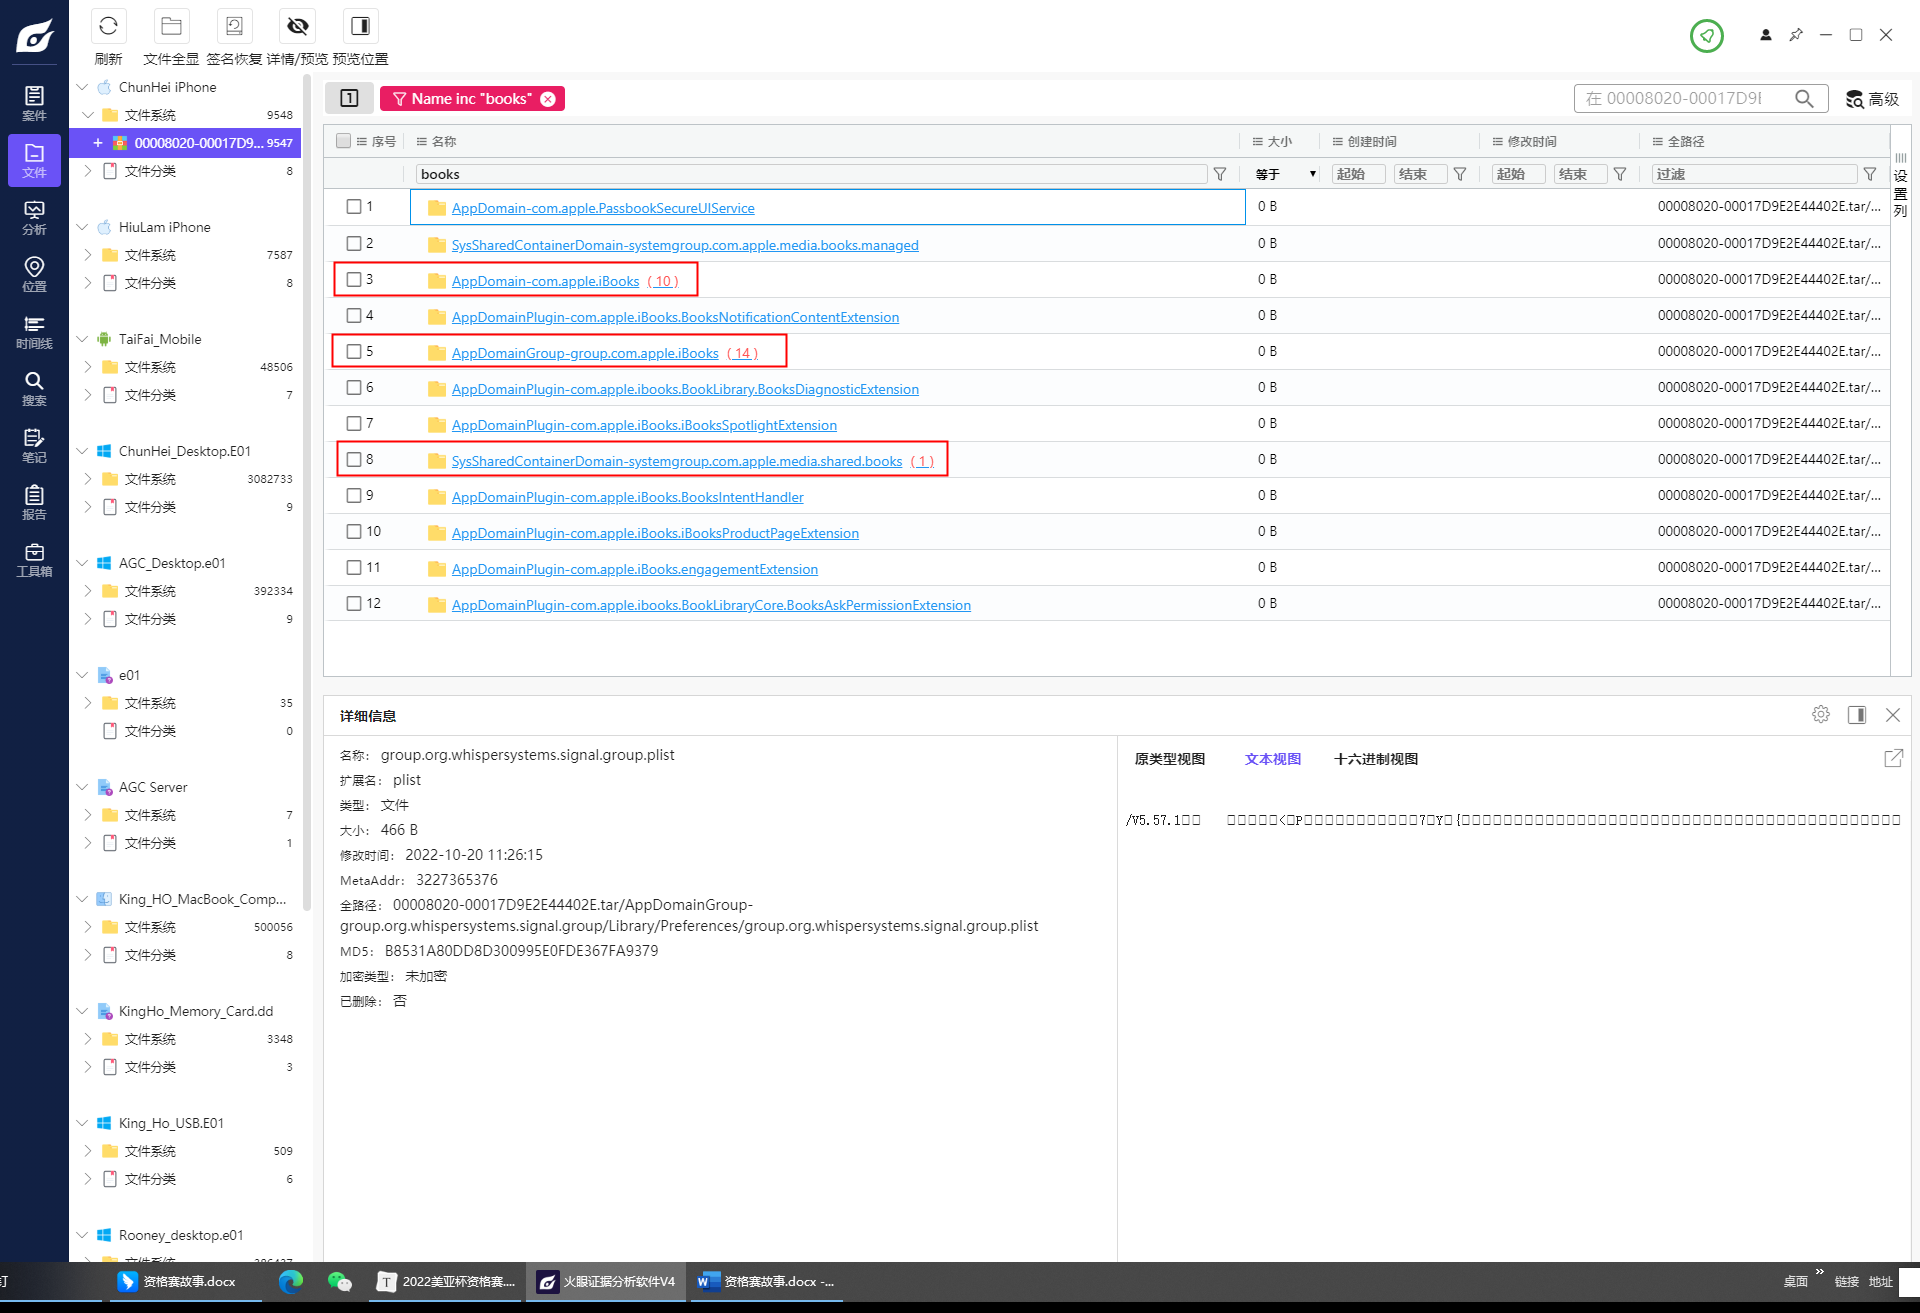 刷新
文件全显
签名恢复
详情/预览
预览位置
案件
文件
分析
位置
时间线
搜索
笔记
报告
工具箱
ChunHei iPhone
文件系统 9548
00008020-00017D9... 9547
文件分类 8
HiuLam iPhone
文件系统 7587
文件分类 8
TaiFai_Mobile
文件系统 48506
文件分类 7
ChunHei_Desktop.E01
文件系统 3082733
文件分类 9
AGC_Desktop.e01
文件系统 392334
文件分类 9
e01
文件系统 35
文件分类 0
AGC Server
文件系统 7
文件分类 1
King_HO_MacBook_Comp...
文件系统 500056
文件分类 8
KingHo_Memory_Card.dd
文件系统 3348
文件分类 3
King_Ho_USB.E01
文件系统 509
文件分类 6
Rooney_desktop.e01
1 Name inc "books"
在 00008020-00017D9E
高级
序号 名称 大小 创建时间 修改时间 全路径
books 等于 起始 结束 起始 结束 过滤
设置列
1 AppDomain-com.apple.PassbookSecureUIService 0 B 00008020-00017D9E2E44402E.tar/...
2 SysSharedContainerDomain-systemgroup.com.apple.media.books.managed 0 B 00008020-00017D9E2E44402E.tar/...
3 AppDomain-com.apple.iBooks ( 10 ) 0 B 00008020-00017D9E2E44402E.tar/...
4 AppDomainPlugin-com.apple.iBooks.BooksNotificationContentExtension 0 B 00008020-00017D9E2E44402E.tar/...
5 AppDomainGroup-group.com.apple.iBooks ( 14 ) 0 B 00008020-00017D9E2E44402E.tar/...
6 AppDomainPlugin-com.apple.ibooks.BookLibrary.BooksDiagnosticExtension 0 B 00008020-00017D9E2E44402E.tar/...
7 AppDomainPlugin-com.apple.iBooks.iBooksSpotlightExtension 0 B 00008020-00017D9E2E44402E.tar/...
8 SysSharedContainerDomain-systemgroup.com.apple.media.shared.books ( 1 ) 0 B 00008020-00017D9E2E44402E.tar/...
9 AppDomainPlugin-com.apple.iBooks.BooksIntentHandler 0 B 00008020-00017D9E2E44402E.tar/...
10 AppDomainPlugin-com.apple.iBooks.iBooksProductPageExtension 0 B 00008020-00017D9E2E44402E.tar/...
11 AppDomainPlugin-com.apple.iBooks.engagementExtension 0 B 00008020-00017D9E2E44402E.tar/...
12 AppDomainPlugin-com.apple.ibooks.BookLibraryCore.BooksAskPermissionExtension 0 B 00008020-00017D9E2E44402E.tar/...
详细信息
名称: group.org.whispersystems.signal.group.plist
扩展名: plist
类型: 文件
大小: 466 B
修改时间: 2022-10-20 11:26:15
MetaAddr: 3227365376
全路径: 00008020-00017D9E2E44402E.tar/AppDomainGroup-
group.org.whispersystems.signal.group/Library/Preferences/group.org.whispersystems.signal.group.plist
MD5: B8531A80DD8D300995E0FDE367FA9379
加密类型: 未加密
已删除: 否
原类型视图 文本视图 十六进制视图
/V5.57.1
钉
资格赛故事.docx
2022美亚杯资格赛....
火眼证据分析软件V4
资格赛故事.docx -...
桌面 » 链接 地址